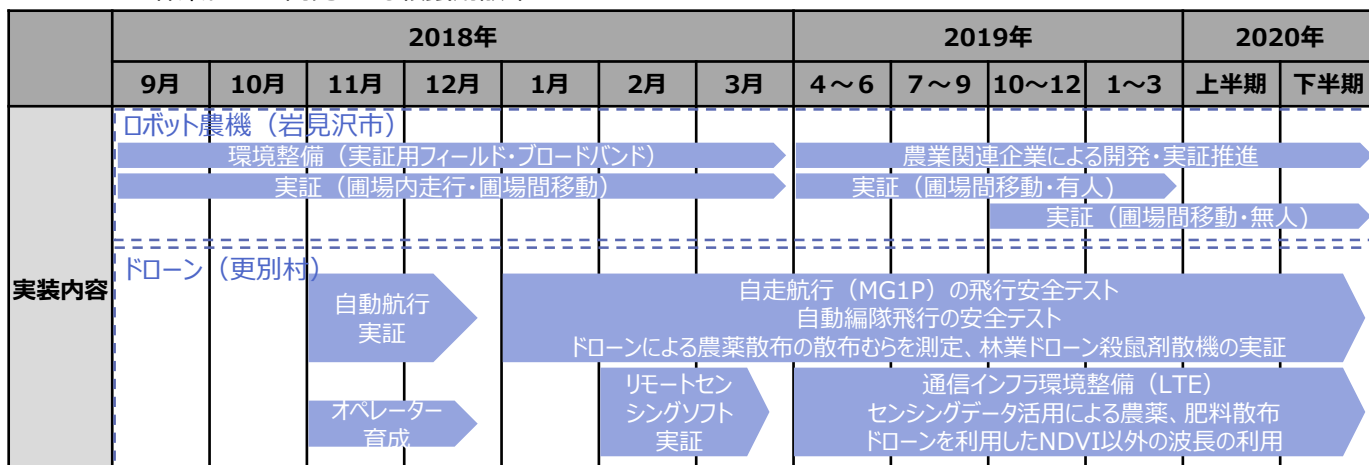 2018年 2019年 2020年
9月 10月 11月 12月 1月 2月 3月 4～6 7～9 10～12 1～3 上半期 下半期
実装内容
ロボット農機（岩見沢市）
環境整備（実証用フィールド・ブロードバンド） 農業関連企業による開発・実証推進
実証（圃場内走行・圃場間移動） 実証（圃場間移動・有人）
実証（圃場間移動・無人）
ドローン（更別村）
自動航行
実証
自走航行（MG1P）の飛行安全テスト
自動編隊飛行の安全テスト
ドローンによる農薬散布の散布むらを測定、林業ドローン殺鼠剤散機の実証
オペレーター
育成
リモートセン
シングソフト
実証
通信インフラ環境整備（LTE）
センシングデータ活用による農薬、肥料散布
ドローンを利用したNDVI以外の波長の利用